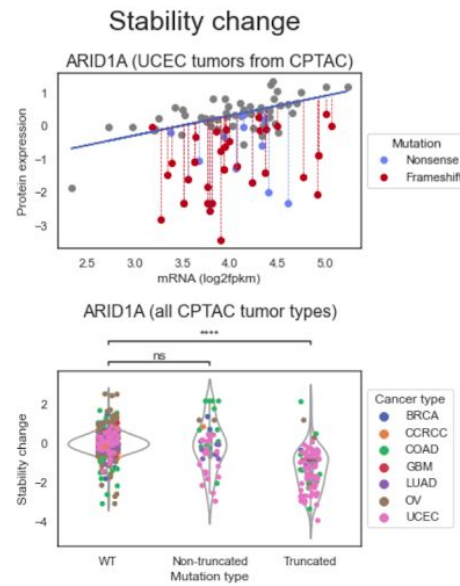 Stability change
ARID1A (UCEC tumors from CPTAC)
Protein expression
1
0
−1
−2
−3
2.5
3.0
3.5
4.0
4.5
5.0
mRNA (log2fpkm)
Mutation
Nonsense
Frameshift
ARID1A (all CPTAC tumor types)
****
ns
Stability change
2
0
−2
−4
WT
Non-truncated
Truncated
Mutation type
Cancer type
BRCA
CCRCC
COAD
GBM
LUAD
OV
UCEC